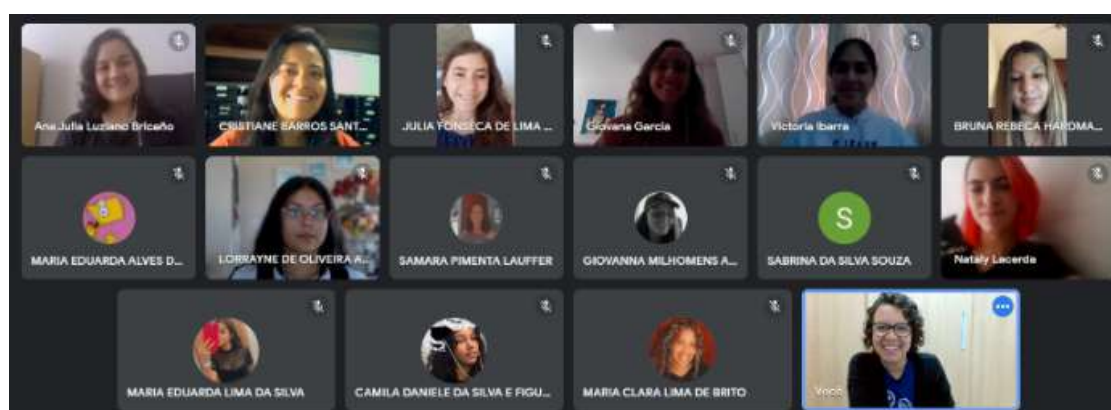 Ana Julia Luziano Briceño
CRISTIANE BARROS SANT...
JULIA FONSECA DE LIMA ...
Giovana Garcia
Victoria Ibarra
BRUNA REBECA HARDMA...
MARIA EDUARDA ALVES D...
LORRAYNE DE OLIVEIRA A...
SAMARA PIMENTA LAUFFER
GIOVANNA MILHOMENS A...
S
SABRINA DA SILVA SOUZA
Nataly Lacerda
MARIA EDUARDA LIMA DA SILVA
CAMILA DANIELE DA SILVA E FIGU...
MARIA CLARA LIMA DE BRITO
Você